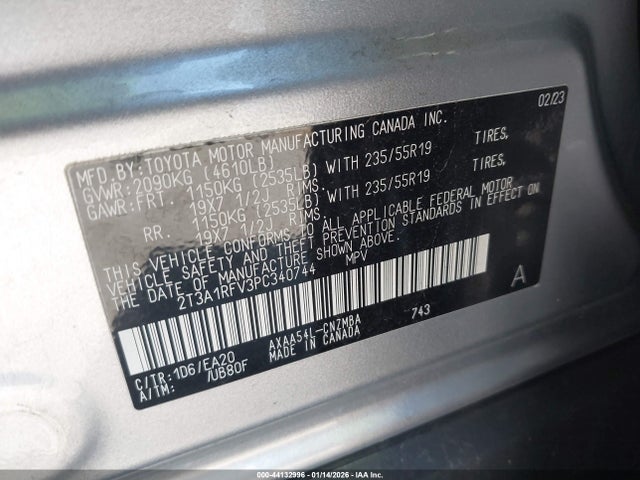 02/23
MFD.BY:TOYOTA MOTOR MANUFACTURING CANADA INC.
GVWR:2090KG (4610LB)
GAWR:FRT. 1150KG (2535LB) WITH 235/55R19 TIRES,
19X7 1/2J RIMS.
RR. 1150KG (2535LB) WITH 235/55R19 TIRES,
19X7 1/2J RIMS.
THIS VEHICLE CONFORMS TO ALL APPLICABLE FEDERAL MOTOR
VEHICLE SAFETY AND THEFT PREVENTION STANDARDS IN EFFECT ON
THE DATE OF MANUFACTURE SHOWN ABOVE.
2T3A1RFV3PC340744 MPV
A
C/TR:1D6/EA20 AXAA54L-CNZMBA 743
A/TM: /UB80F MADE IN CANADA
000-44132996 - 01/14/2026 - IAA Inc.